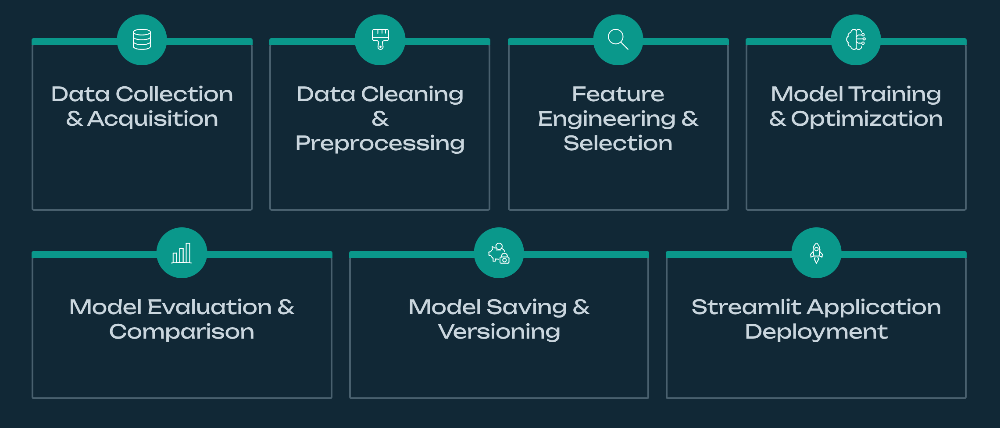 Data Collection
& Acquisition
Data Cleaning
&
Preprocessing
Feature
Engineering &
Selection
Model Training
& Optimization
Model Evaluation &
Comparison
Model Saving &
Versioning
Streamlit Application
Deployment